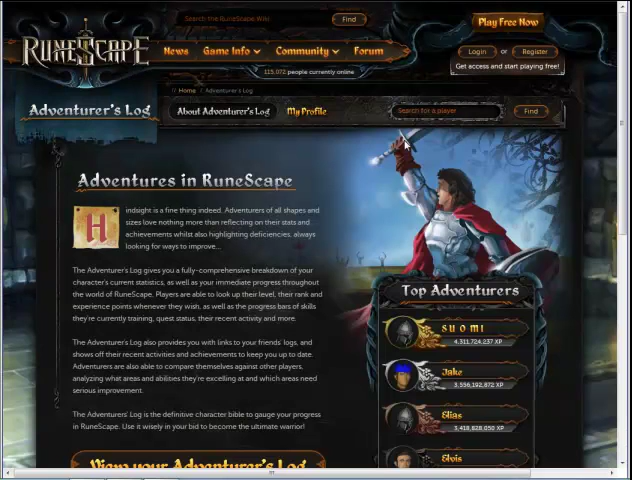 Search the RuneScape Wiki
Find
Play Free Now
RUNESCAPE
News
Game Info
Community
Forum
Login
or
Register
Get access and start playing free!
115,072 people currently online
// Home / Adventurer's Log
Adventurer's Log
About Adventurer's Log
My Profile
Search for a player
Find
Adventures in RuneScape
Hindsight is a fine thing indeed. Adventurers of all shapes and
sizes love nothing more than reflecting on their stats and
achievements whilst also highlighting deficiencies, always
looking for ways to improve...
The Adventurer's Log gives you a fully-comprehensive breakdown of your
character's current statistics, as well as your immediate progress throughout
the world of RuneScape. Players are able to look up their level, their rank and
experience points whenever they wish, as well as the progress bars of skills
they're currently training, quest status, their recent activity and more.
The Adventurer's Log also provides you with links to your friends' logs, and
shows off their recent activities and achievements to keep you up to date.
Adventurers are also able to compare themselves against other players,
analyzing what areas and abilities they're excelling at and which areas need
serious improvement.
The Adventurers' Log is the definitive character bible to gauge your progress
in RuneScape. Use it wisely in your bid to become the ultimate warrior!
View your Adventurer's Log
Top Adventurers
s u o m i
4,311,724,237 XP
Jake
3,556,192,672 XP
Elias
3,418,828,050 XP
Elvis